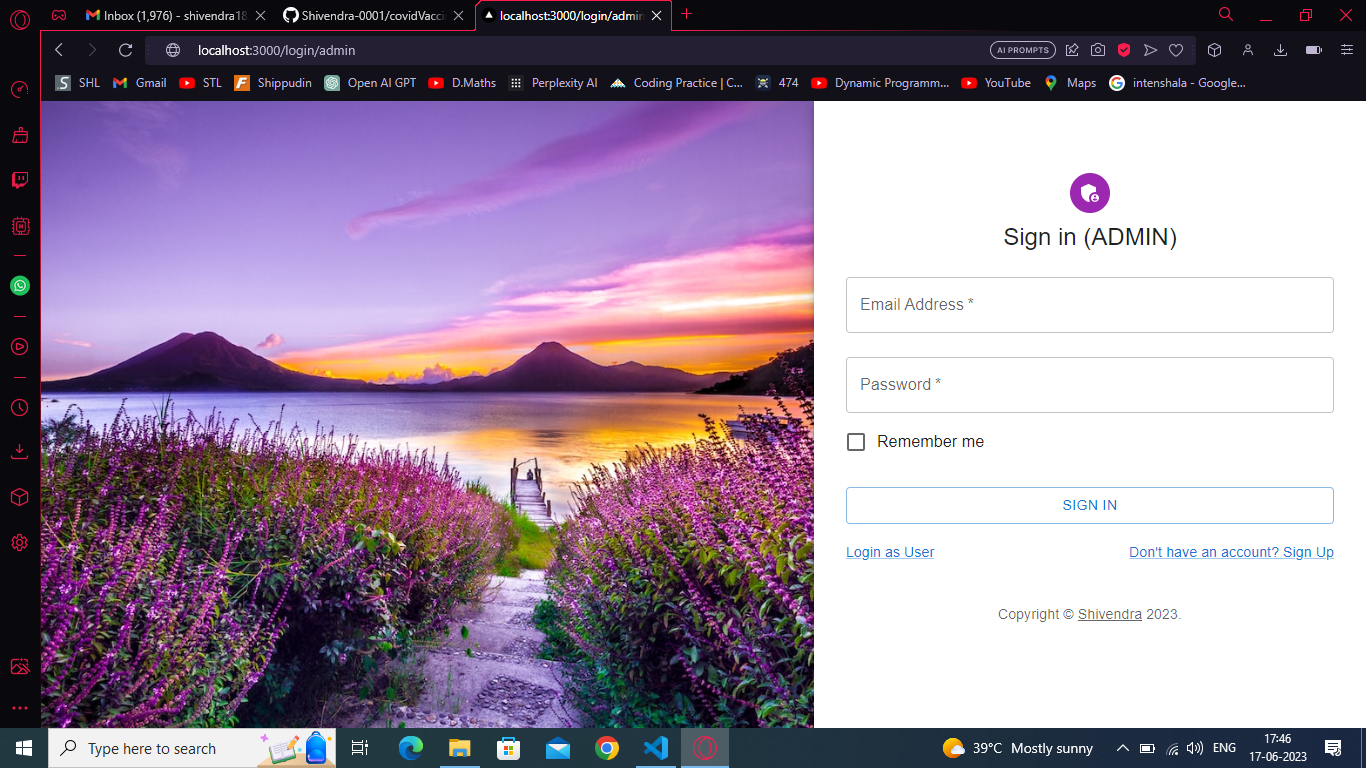 Inbox (1,976) - shivendra18
Shivendra-0001/covidVacci
localhost:3000/login/admin
localhost:3000/login/admin
AI PROMPTS
SHL
Gmail
STL
Shippudin
Open AI GPT
D.Maths
Perplexity AI
Coding Practice | C...
474
Dynamic Programm...
YouTube
Maps
intenshala - Google...
Sign in (ADMIN)
Email Address *
Password *
Remember me
SIGN IN
Login as User
Don't have an account? Sign Up
Copyright © Shivendra 2023.
Type here to search
39°C Mostly sunny
ENG
17:46
17-06-2023